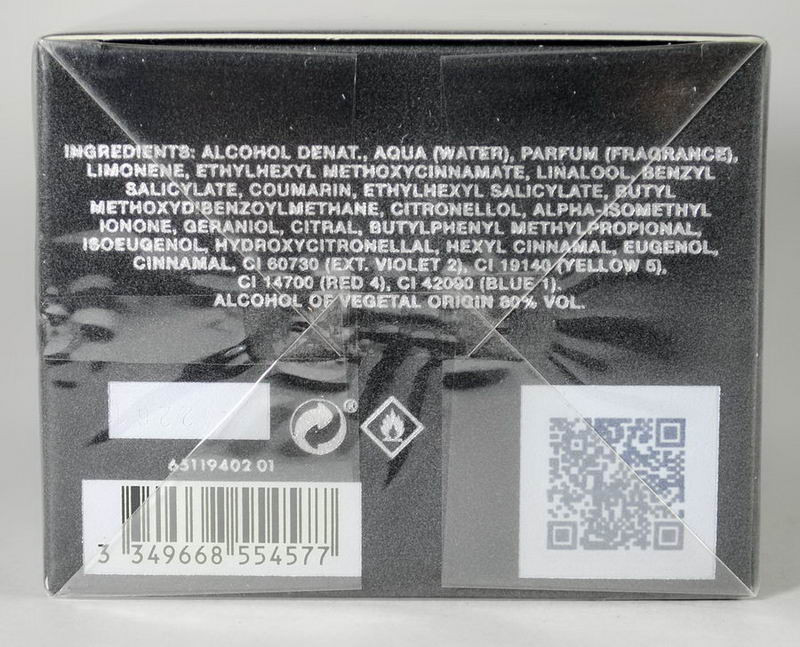 INGREDIENTS: ALCOHOL DENAT., AQUA (WATER), PARFUM (FRAGRANCE),
LIMONENE, ETHYLHEXYL METHOXYCINNAMATE, LINALOOL, BENZYL
SALICYLATE, COUMARIN, ETHYLHEXYL SALICYLATE, BUTYL
METHOXYDIBENZOYLMETHANE, CITRONELLOL, ALPHA-ISOMETHYL
IONONE, GERANIOL, CITRAL, BUTYLPHENYL METHYLPROPIONAL,
ISOEUGENOL, HYDROXYCITRONELLAL, HEXYL CINNAMAL, EUGENOL,
CINNAMAL, CI 60730 (EXT. VIOLET 2), CI 19140 (YELLOW 5),
CI 14700 (RED 4), CI 42090 (BLUE 1).
ALCOHOL OF VEGETAL ORIGIN 80% VOL.
®
65119402 01
3 349668 554577